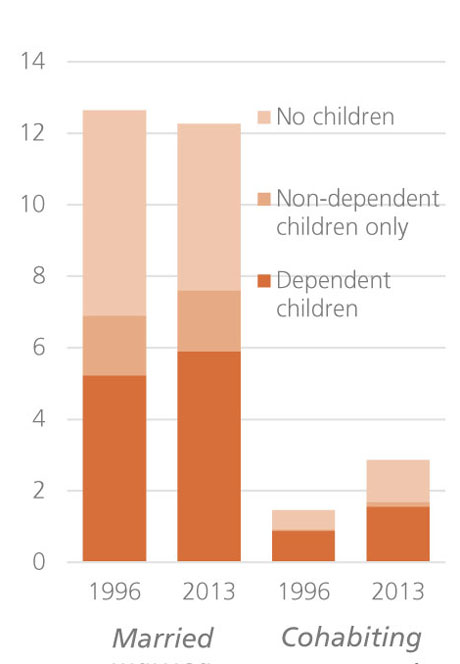 14
12
10
8
6
4
2
0
No children
Non-dependent
children only
Dependent
children
1996 2013 1996 2013
Married Cohabiting